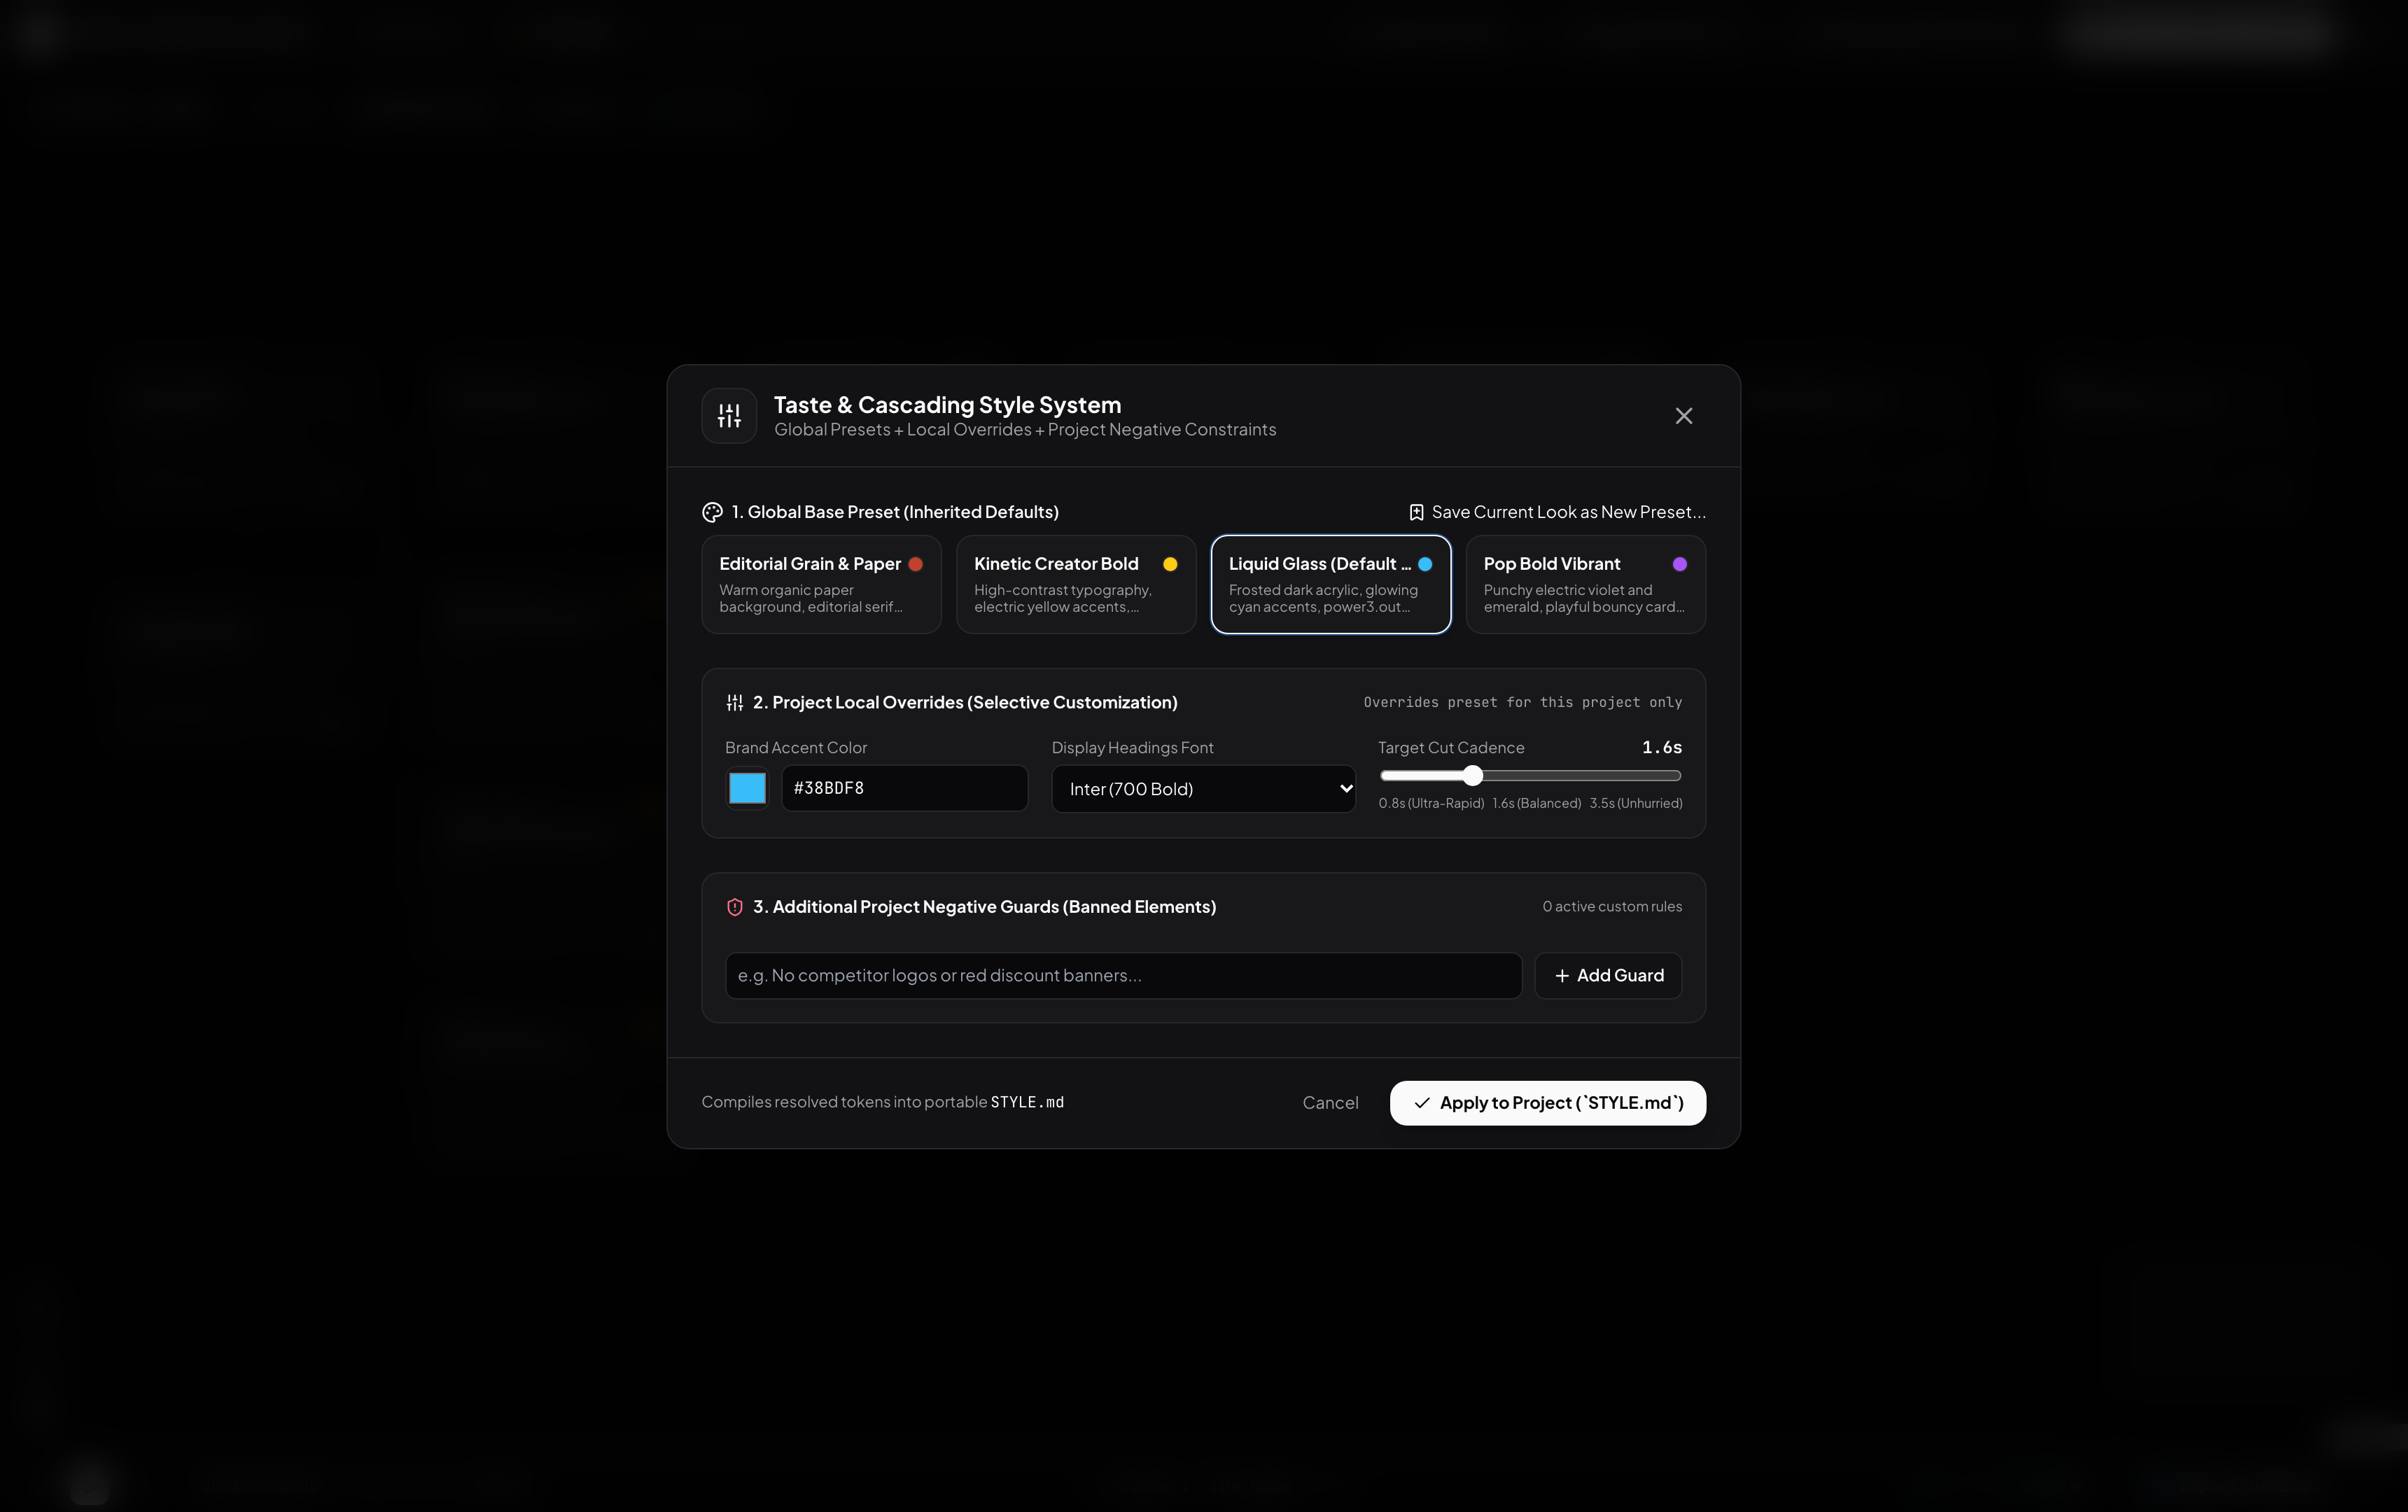 Taste & Cascading Style System
Global Presets + Local Overrides + Project Negative Constraints
1. Global Base Preset (Inherited Defaults)
Save Current Look as New Preset...
Editorial Grain & Paper
Warm organic paper
background, editorial serif...
Kinetic Creator Bold
High-contrast typography,
electric yellow accents,...
Liquid Glass (Default ...
Frosted dark acrylic, glowing
cyan accents, power3.out...
Pop Bold Vibrant
Punchy electric violet and
emerald, playful bouncy card...
2. Project Local Overrides (Selective Customization)
Overrides preset for this project only
Brand Accent Color
#38BDF8
Display Headings Font
Inter (700 Bold)
Target Cut Cadence
1.6s
0.8s (Ultra-Rapid) 1.6s (Balanced) 3.5s (Unhurried)
3. Additional Project Negative Guards (Banned Elements)
0 active custom rules
e.g. No competitor logos or red discount banners...
+ Add Guard
Compiles resolved tokens into portable STYLE.md
Cancel
Apply to Project (`STYLE.md`)